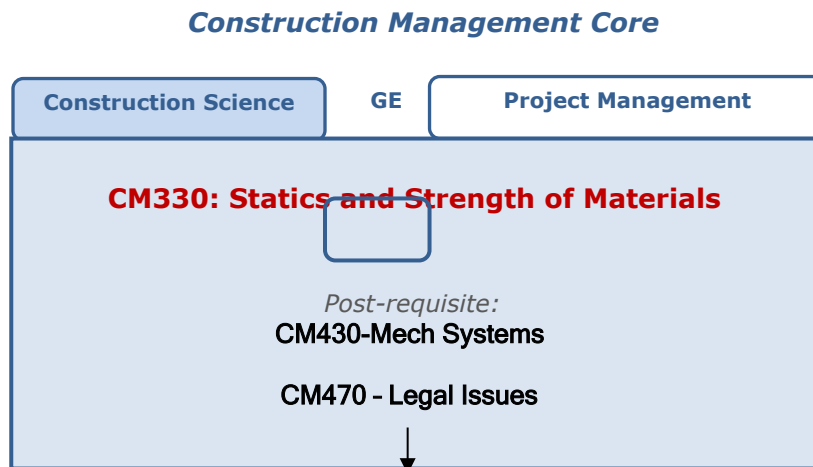 Construction Management Core
Construction Science GE Project Management
CM330: Statics and Strength of Materials
Post-requisite:
CM430-Mech Systems
CM470 - Legal Issues